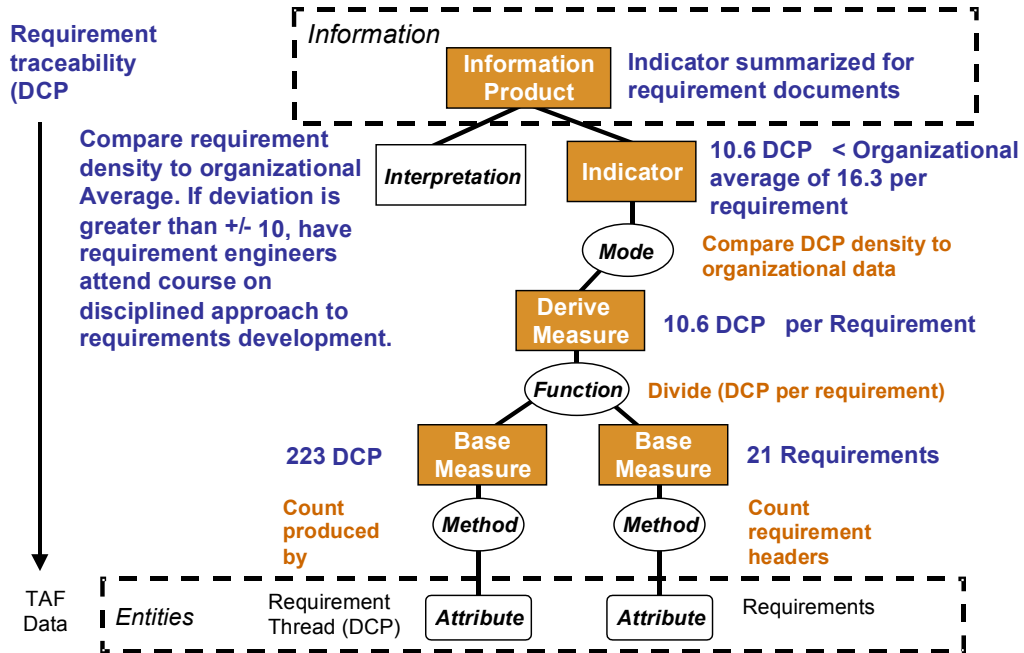 Requirement
traceability
(DCP
Information
Information
Product
Indicator summarized for
requirement documents
Compare requirement
density to organizational
Average. If deviation is
greater than +/- 10, have
requirement engineers
attend course on
disciplined approach to
requirements development.
Interpretation
Indicator
10.6 DCP < Organizational
average of 16.3 per
requirement
Mode
Compare DCP density to
organizational data
Derive
Measure
10.6 DCP per Requirement
Function
Divide (DCP per requirement)
223 DCP
Base
Measure
Base
Measure
21 Requirements
Count
produced
by
Method
Method
Count
requirement
headers
TAF
Data
Entities
Requirement
Thread (DCP)
Attribute
Attribute
Requirements